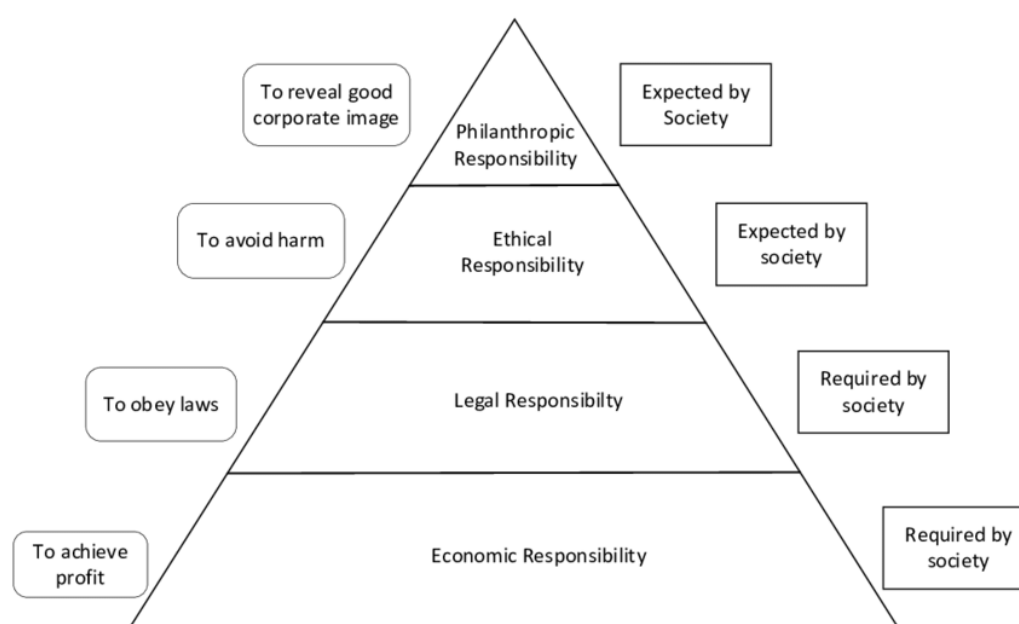 To reveal good
corporate image
Philanthropic
Responsibility
Expected by
Society
To avoid harm
Ethical
Responsibility
Expected by
society
To obey laws
Legal Responsibilty
Required by
society
To achieve
profit
Economic Responsibility
Required by
society